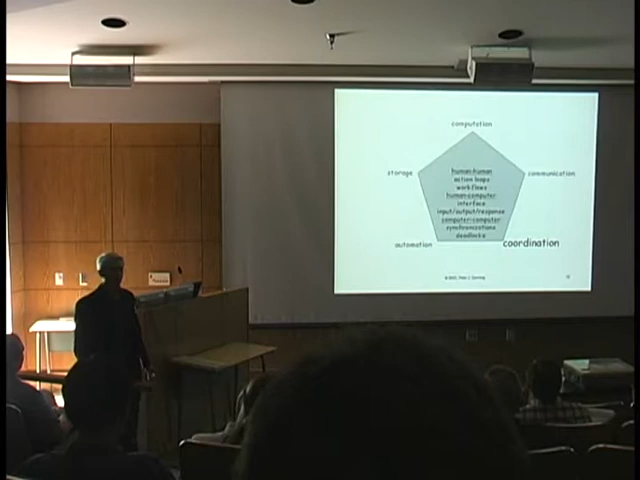 computation
storage
communication
human-human
action loops
workflows
human-computer
interface
input/output/response
computer-computer
synchronizations
deadlocks
automation
coordination